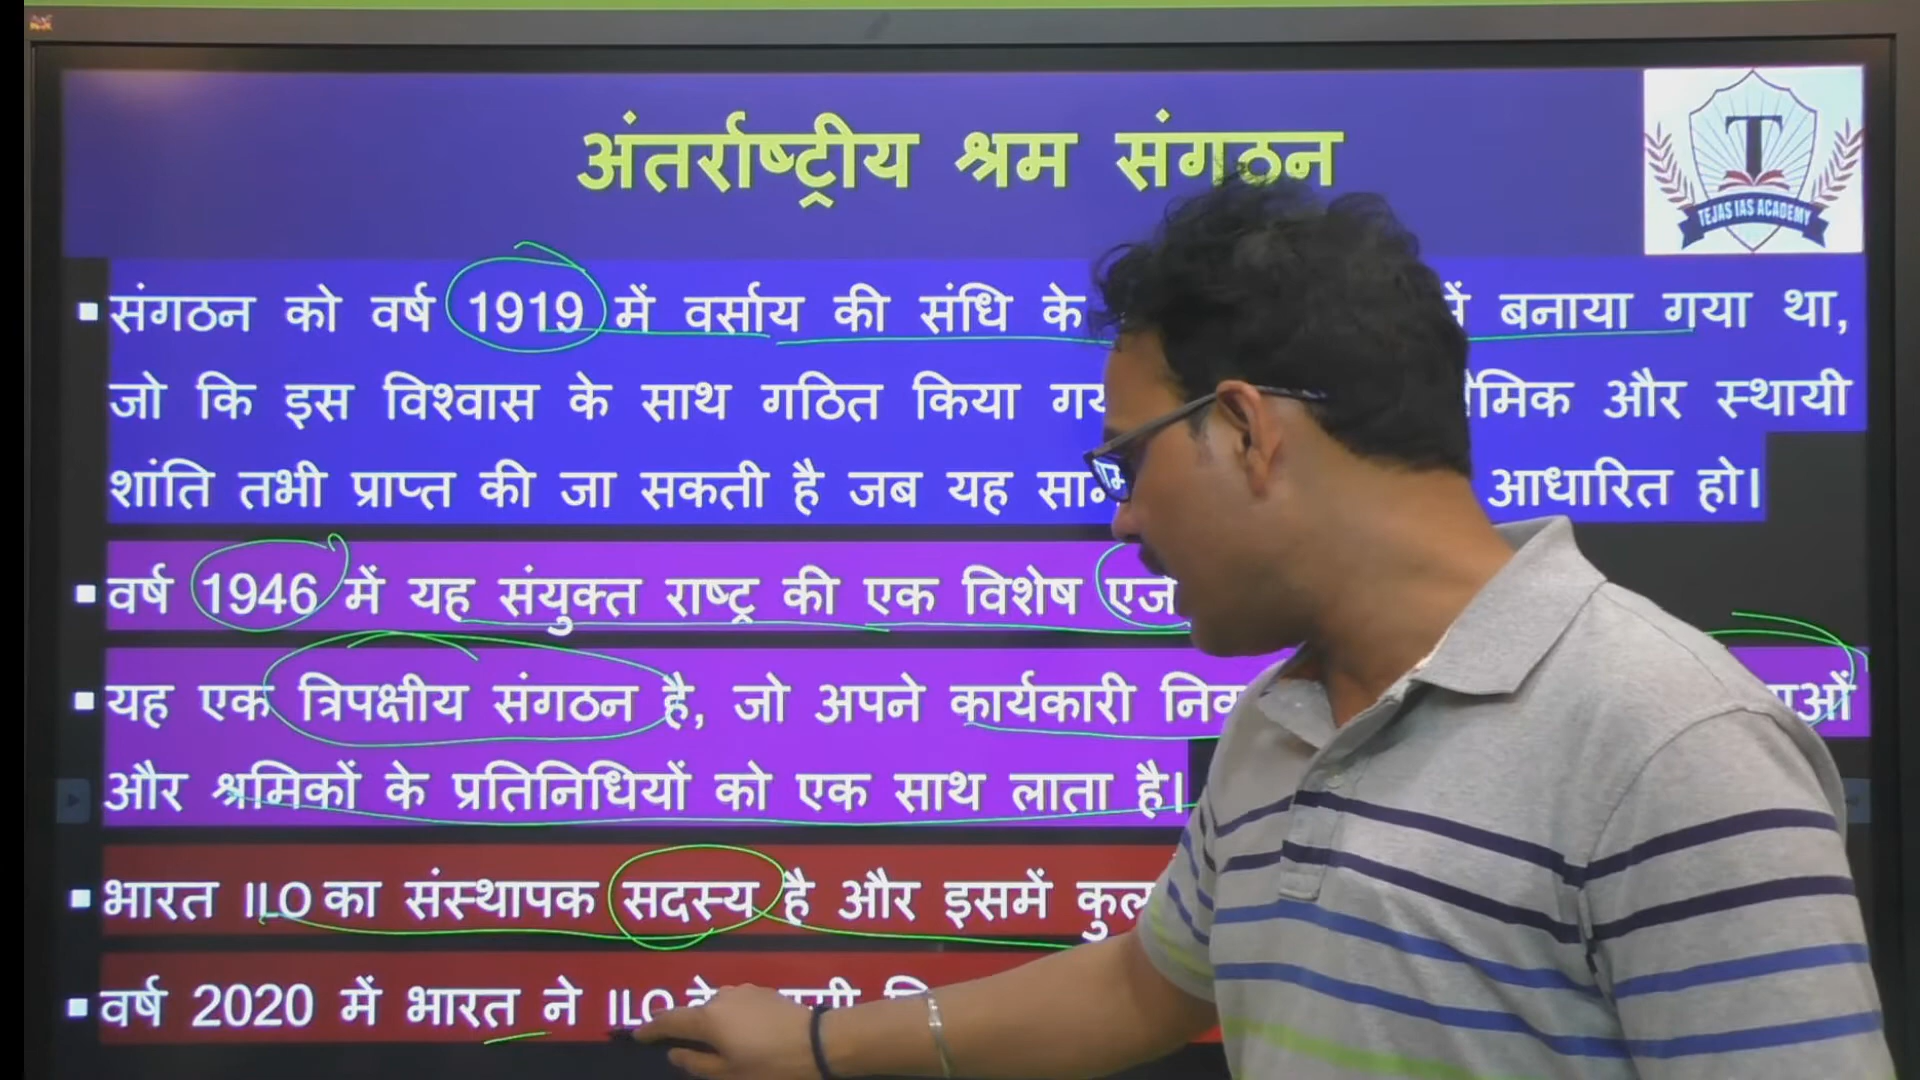 अंतर्राष्ट्रीय श्रम संगठन
TEJAS IAS ACADEMY
संगठन को वर्ष 1919 में वर्साय की संधि के में बनाया गया था,
जो कि इस विश्वास के साथ गठित किया और स्थायी
शांति तभी प्राप्त की जा सकती है जब यह आधारित हो।
वर्ष 1946 में यह संयुक्त राष्ट्र की एक विशेष
यह एक त्रिपक्षीय संगठन है, जो अपने कार्यकारी
और श्रमिकों के प्रतिनिधियों को एक साथ लाता है।
भारत ILO का संस्थापक सदस्य है और इसमें
वर्ष 2020 में भारत ने ILO